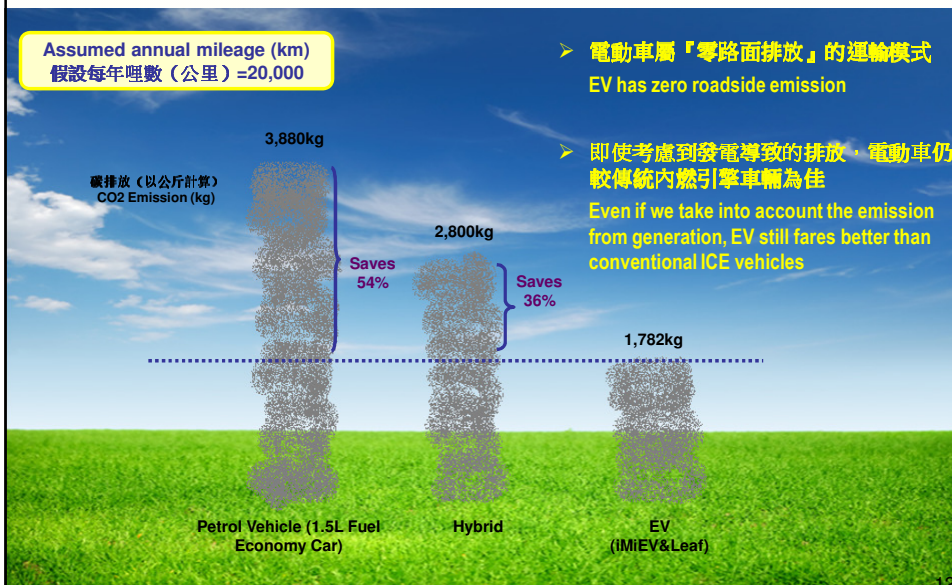 Assumed annual mileage (km)
假設每年哩數（公里）=20,000
➢ 電動車屬『零路面排放』的運輸模式
EV has zero roadside emission
➢ 即使考慮到發電導致的排放，電動車仍
較傳統內燃引擎車輛為佳
Even if we take into account the emission
from generation, EV still fares better than
conventional ICE vehicles
3,880kg
碳排放（以公斤計算）
CO2 Emission (kg)
2,800kg
Saves
54%
Saves
36%
1,782kg
Petrol Vehicle (1.5L Fuel
Economy Car)
Hybrid
EV
(iMiEV&Leaf)